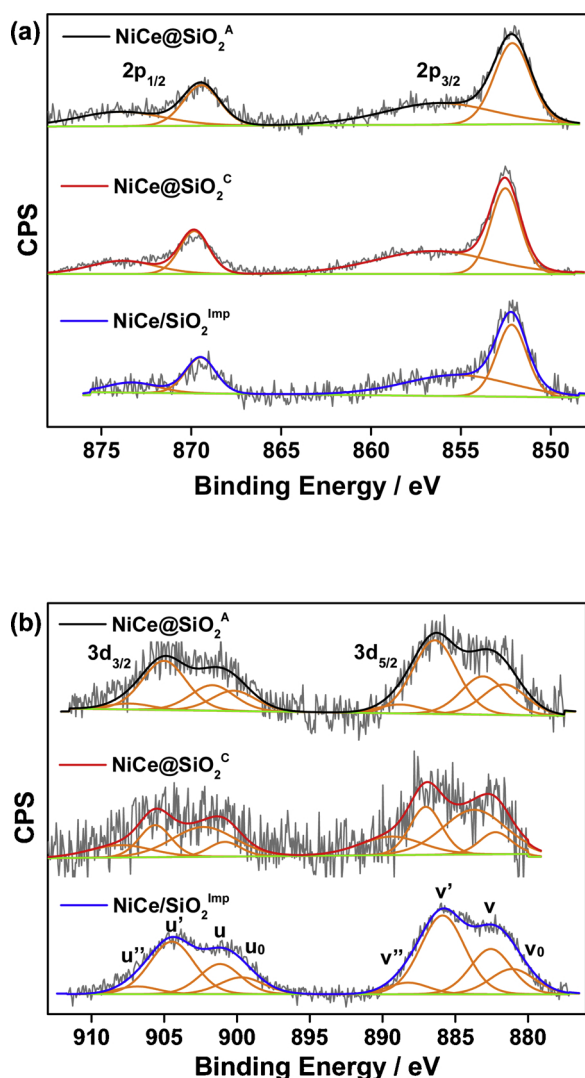 (a)
NiCe@SiO₂ᴬ
2p₁/₂ 2p₃/₂
NiCe@SiO₂ᶜ
NiCe/SiO₂ᴵᵐᵖ
CPS
875 870 865 860 855 850
Binding Energy / eV
(b)
NiCe@SiO₂ᴬ
3d₃/₂ 3d₅/₂
NiCe@SiO₂ᶜ
NiCe/SiO₂ᴵᵐᵖ
u'' u' u u₀ v'' v' v v₀
CPS
910 905 900 895 890 885 880
Binding Energy / eV